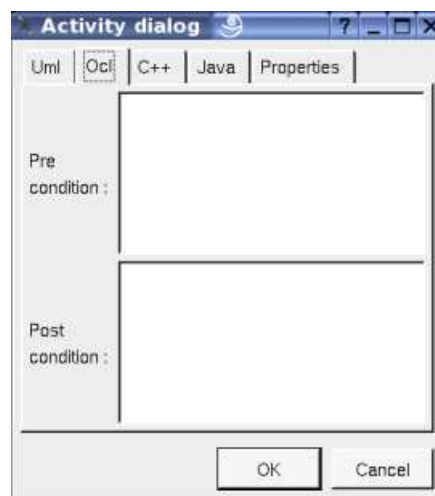 Activity dialog ?
Uml Ocl C++ Java Properties
Pre
condition :
Post
condition :
OK Cancel